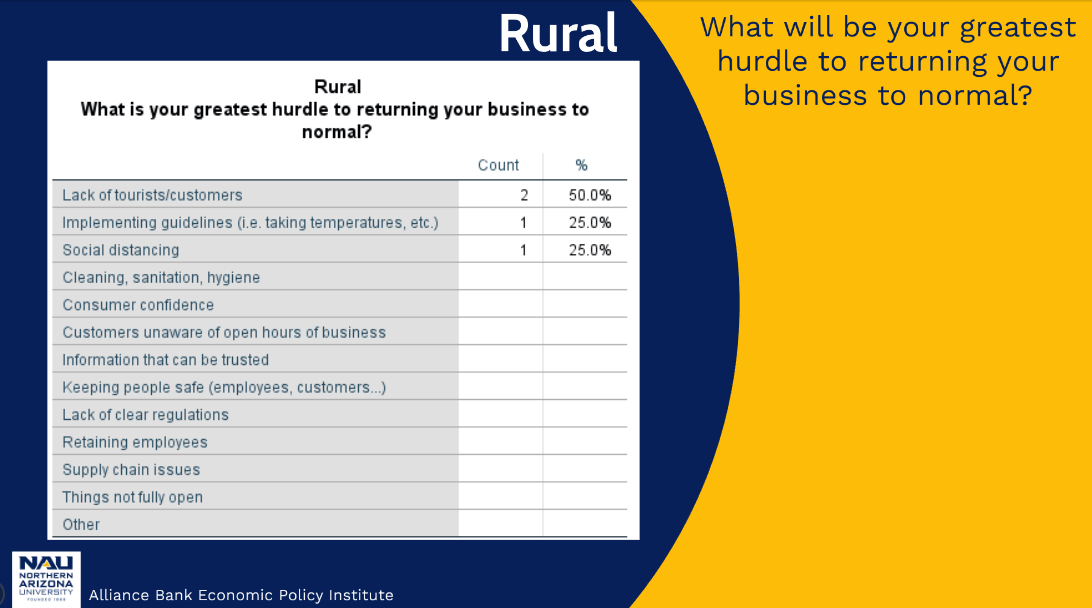 Rural
What will be your greatest
hurdle to returning your
business to normal?
Rural
What is your greatest hurdle to returning your business to
normal?
Count %
Lack of tourists/customers 2 50.0%
Implementing guidelines (i.e. taking temperatures, etc.) 1 25.0%
Social distancing 1 25.0%
Cleaning, sanitation, hygiene
Consumer confidence
Customers unaware of open hours of business
Information that can be trusted
Keeping people safe (employees, customers...)
Lack of clear regulations
Retaining employees
Supply chain issues
Things not fully open
Other
NAU
NORTHERN
ARIZONA
UNIVERSITY
FOUNDED 1899
Alliance Bank Economic Policy Institute